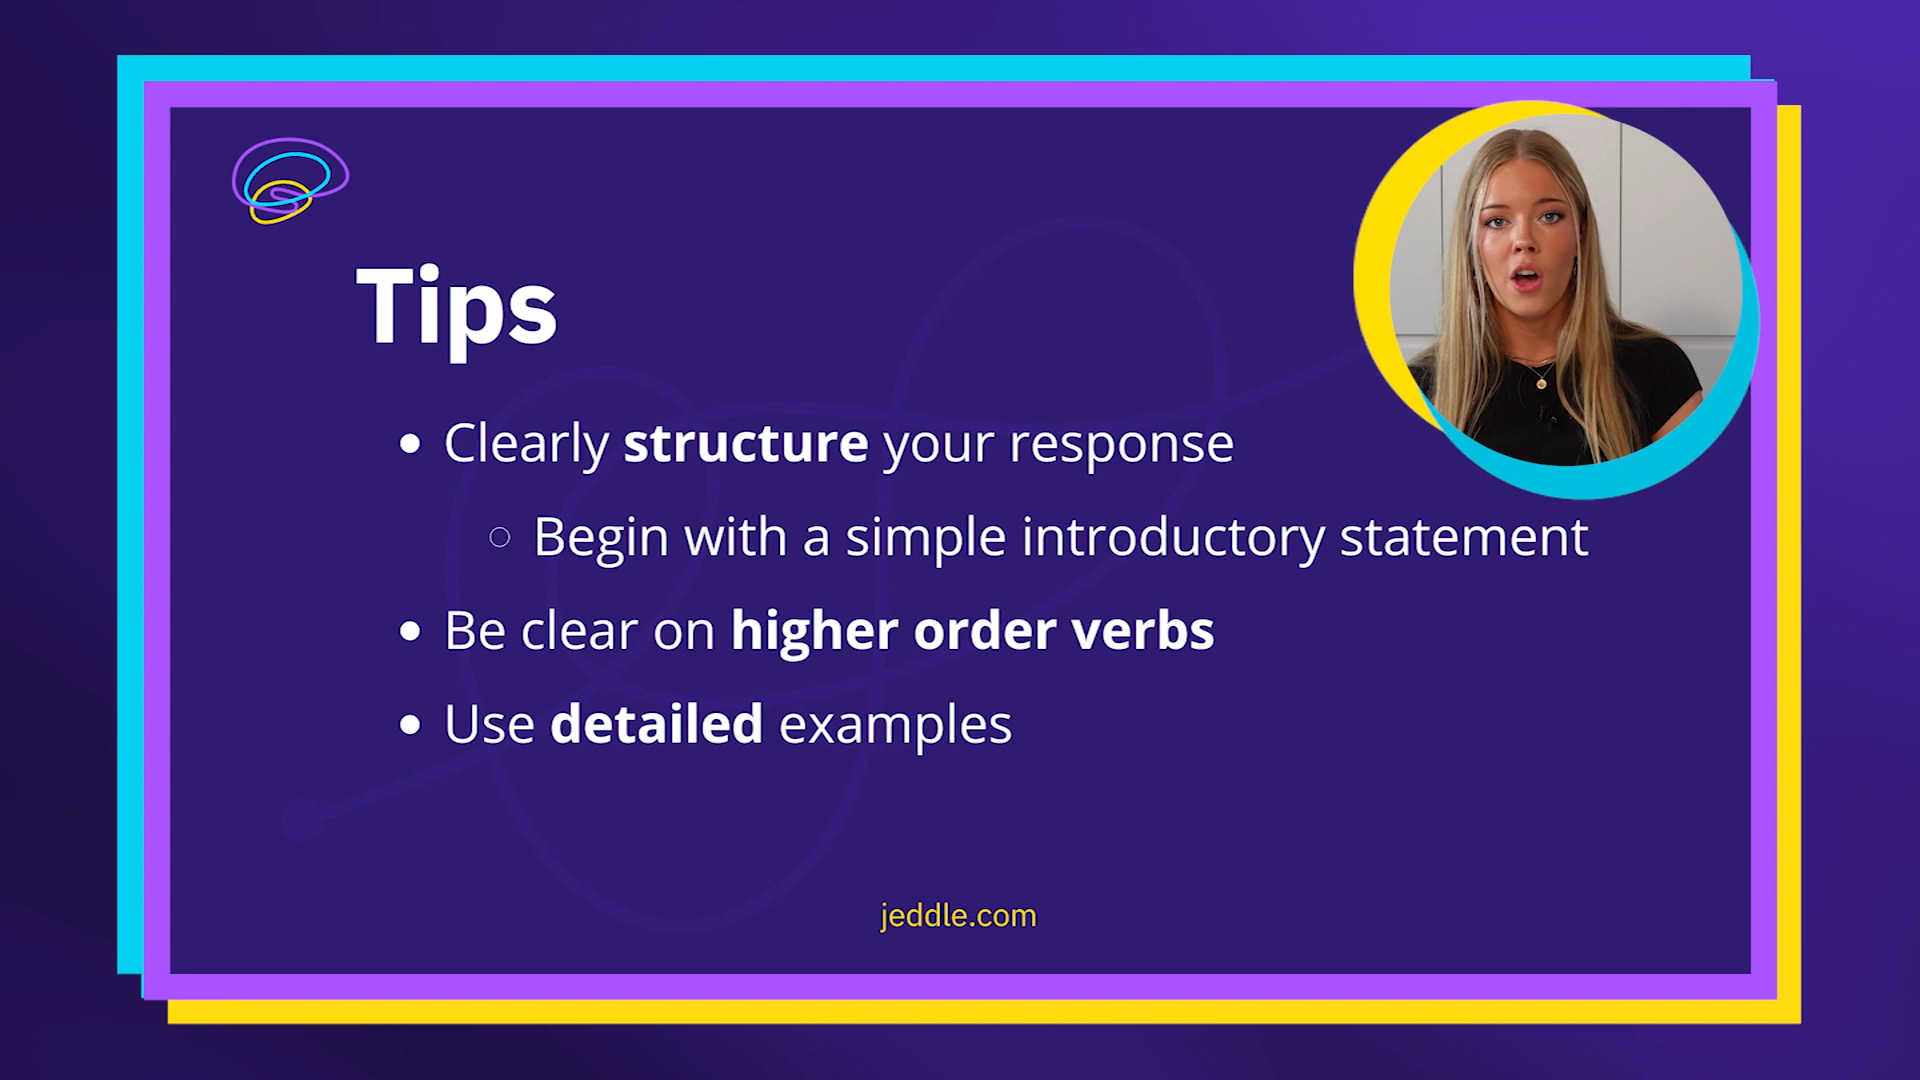 Tips
Clearly structure your response
Begin with a simple introductory statement
Be clear on higher order verbs
Use detailed examples
jeddle.com